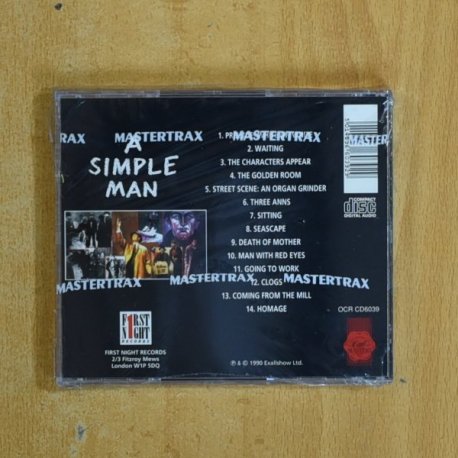 MASTERTRAX MASTERTRAX MASTERTRAX
A
SIMPLE
MAN
2. WAITING
3. THE CHARACTERS APPEAR
4. THE GOLDEN ROOM
5. STREET SCENE: AN ORGAN GRINDER
6. THREE ANNS
7. SITTING
8. SEASCAPE
9. DEATH OF MOTHER
10. MAN WITH RED EYES
11. GOING TO WORK
12. CLOGS
13. COMING FROM THE MILL
14. HOMAGE
MASTERTRAX MASTERTRAX MASTERTRAX
COMPACT
disc
DIGITAL AUDIO
OCR CD6039
F1RST
NIGHT
RECORDS
FIRST NIGHT RECORDS
2/3 Fitzroy Mews
London W1P 5DQ
℗ & © 1990 Exallshow Ltd.